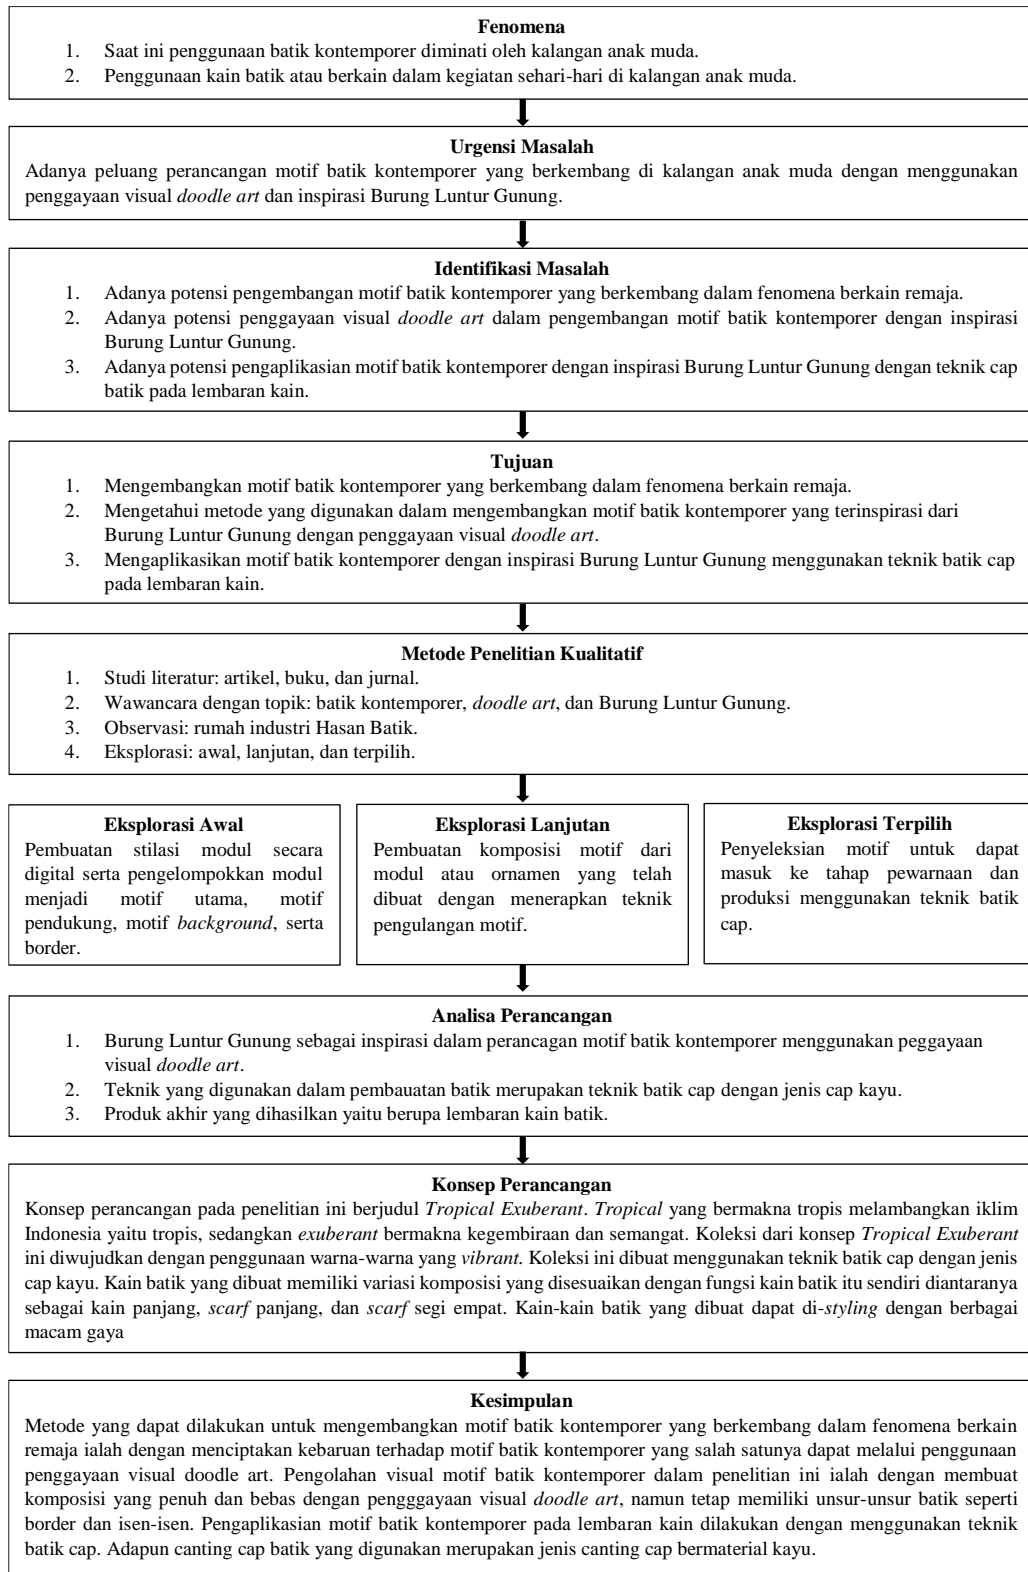 Fenomena
1. Saat ini penggunaan batik kontemporer diminati oleh kalangan anak muda.
2. Penggunaan kain batik atau berkain dalam kegiatan sehari-hari di kalangan anak muda.
Urgensi Masalah
Adanya peluang perancangan motif batik kontemporer yang berkembang di kalangan anak muda dengan menggunakan
penggayaan visual doodle art dan inspirasi Burung Luntur Gunung.
Identifikasi Masalah
1. Adanya potensi pengembangan motif batik kontemporer yang berkembang dalam fenomena berkain remaja.
2. Adanya potensi penggayaan visual doodle art dalam pengembangan motif batik kontemporer dengan inspirasi
Burung Luntur Gunung.
3. Adanya potensi pengaplikasian motif batik kontemporer dengan inspirasi Burung Luntur Gunung dengan teknik cap
batik pada lembaran kain.
Tujuan
1. Mengembangkan motif batik kontemporer yang berkembang dalam fenomena berkain remaja.
2. Mengetahui metode yang digunakan dalam mengembangkan motif batik kontemporer yang terinspirasi dari
Burung Luntur Gunung dengan penggayaan visual doodle art.
3. Mengaplikasikan motif batik kontemporer dengan inspirasi Burung Luntur Gunung menggunakan teknik batik cap
pada lembaran kain.
Metode Penelitian Kualitatif
1. Studi literatur: artikel, buku, dan jurnal.
2. Wawancara dengan topik: batik kontemporer, doodle art, dan Burung Luntur Gunung.
3. Observasi: rumah industri Hasan Batik.
4. Eksplorasi: awal, lanjutan, dan terpilih.
Eksplorasi Awal
Pembuatan stilasi modul secara
digital serta pengelompokkan modul
menjadi motif utama, motif
pendukung, motif background, serta
border.
Eksplorasi Lanjutan
Pembuatan komposisi motif dari
modul atau ornamen yang telah
dibuat dengan menerapkan teknik
pengulangan motif.
Eksplorasi Terpilih
Penyeleksian motif untuk dapat
masuk ke tahap pewarnaan dan
produksi menggunakan teknik batik
cap.
Analisa Perancangan
1. Burung Luntur Gunung sebagai inspirasi dalam perancagan motif batik kontemporer menggunakan peggayaan
visual doodle art.
2. Teknik yang digunakan dalam pembauatan batik merupakan teknik batik cap dengan jenis cap kayu.
3. Produk akhir yang dihasilkan yaitu berupa lembaran kain batik.
Konsep Perancangan
Konsep perancangan pada penelitian ini berjudul Tropical Exuberant. Tropical yang bermakna tropis melambangkan iklim
Indonesia yaitu tropis, sedangkan exuberant bermakna kegembiraan dan semangat. Koleksi dari konsep Tropical Exuberant
ini diwujudkan dengan penggunaan warna-warna yang vibrant. Koleksi ini dibuat menggunakan teknik batik cap dengan jenis
cap kayu. Kain batik yang dibuat memiliki variasi komposisi yang disesuaikan dengan fungsi kain batik itu sendiri diantaranya
sebagai kain panjang, scarf panjang, dan scarf segi empat. Kain-kain batik yang dibuat dapat di-styling dengan berbagai
macam gaya
Kesimpulan
Metode yang dapat dilakukan untuk mengembangkan motif batik kontemporer yang berkembang dalam fenomena berkain
remaja ialah dengan menciptakan kebaruan terhadap motif batik kontemporer yang salah satunya dapat melalui penggunaan
penggayaan visual doodle art. Pengolahan visual motif batik kontemporer dalam penelitian ini ialah dengan membuat
komposisi yang penuh dan bebas dengan pengggayaan visual doodle art, namun tetap memiliki unsur-unsur batik seperti
border dan isen-isen. Pengaplikasian motif batik kontemporer pada lembaran kain dilakukan dengan menggunakan teknik
batik cap. Adapun canting cap batik yang digunakan merupakan jenis canting cap bermaterial kayu.